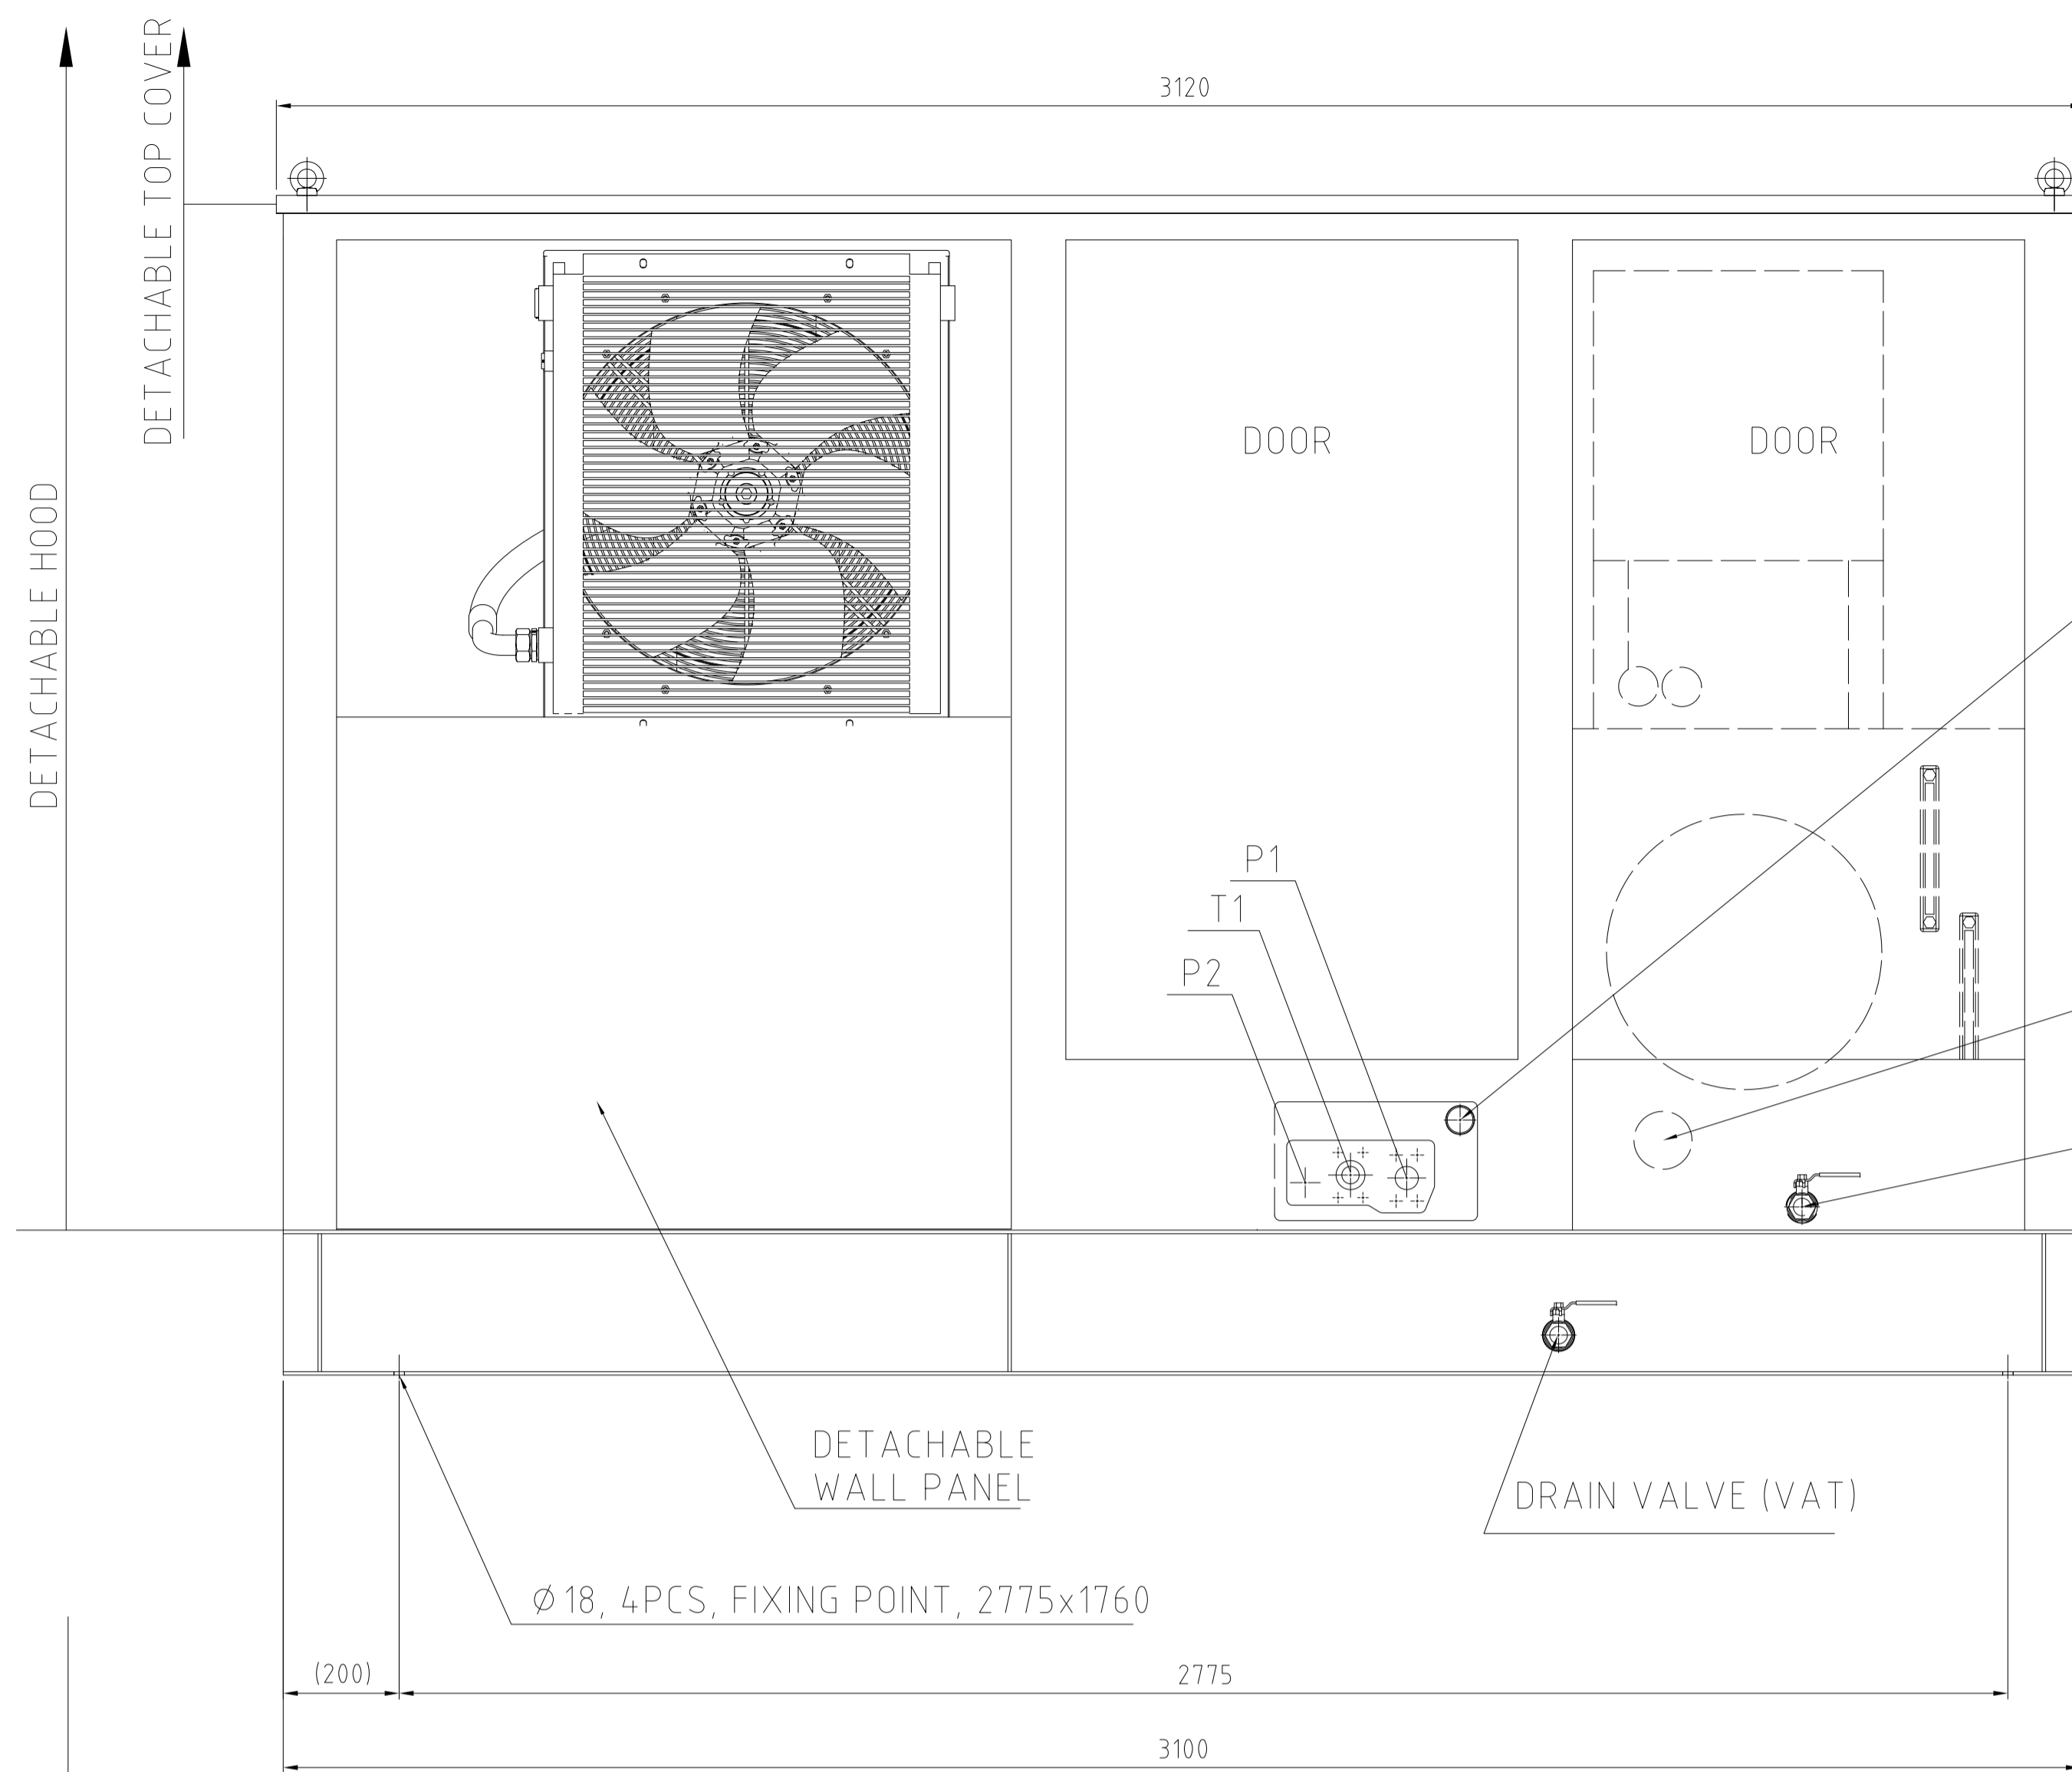 DETACHABLE HOOD
DETACHABLE TOP COVER
3120
DOOR
DOOR
P1
T1
P2
DETACHABLE
WALL PANEL
DRAIN VALVE (VAT)
Ø 18, 4PCS, FIXING POINT, 2775x1760
(200)
2775
3100